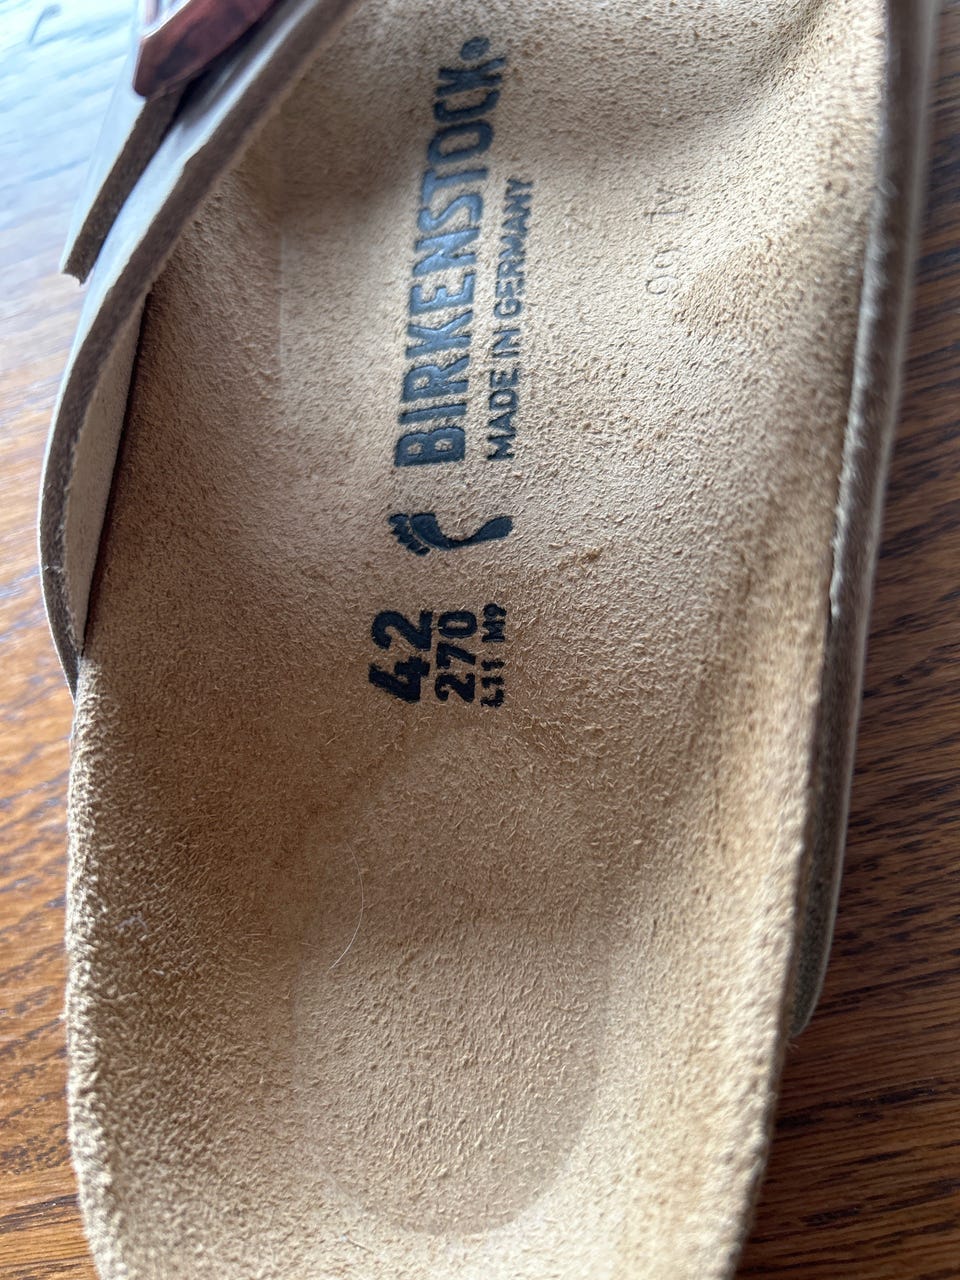 BIRKENSTOCK®
MADE IN GERMANY
42
270
L11 M9